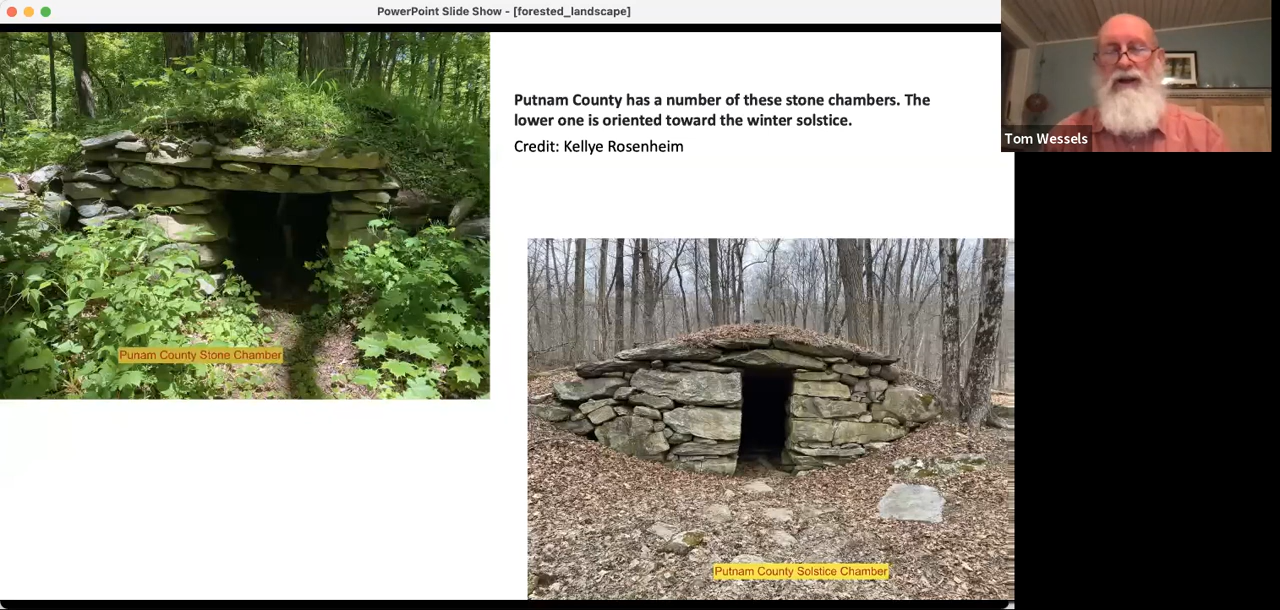 PowerPoint Slide Show - [forested_landscape]
Putnam County has a number of these stone chambers. The
lower one is oriented toward the winter solstice.
Credit: Kellye Rosenheim
Tom Wessels
Punam County Stone Chamber
Putnam County Solstice Chamber